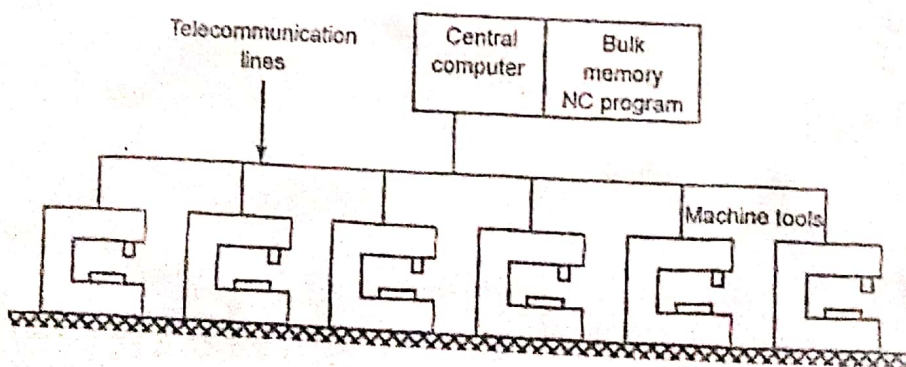 Telecommunication
lines
Central
computer
Bulk
memory
NC program
Machine tools